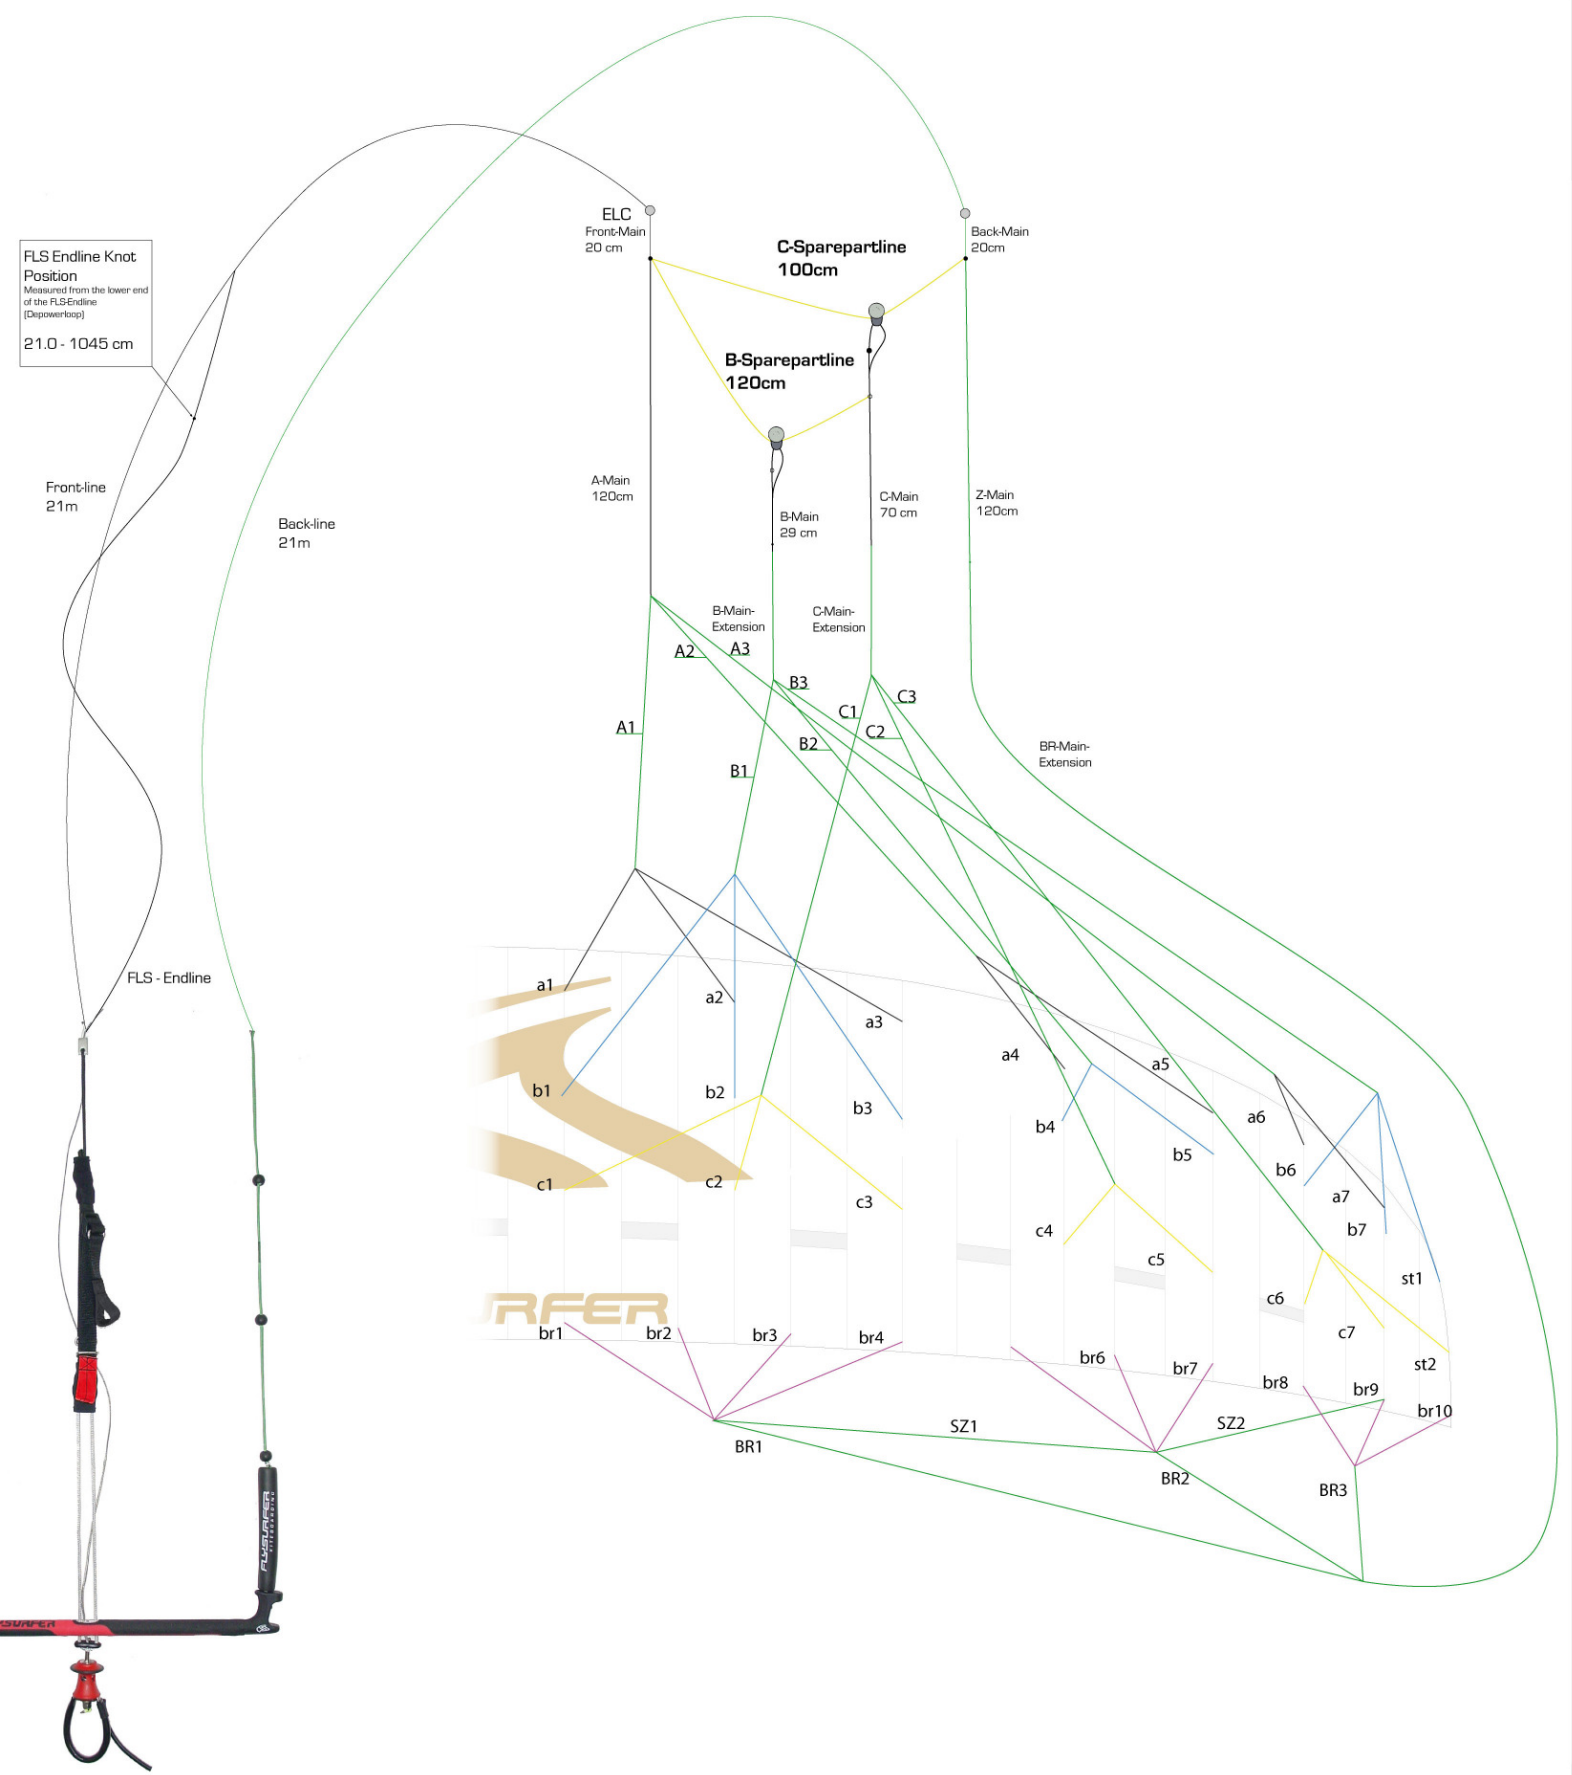 ELC
Front-Main
20 cm
Back-Main
20cm
C-Sparepartline
100cm
FLS Endline Knot
Position
Measured from the lower end
of the FLS-Endline
(Depowerloop)
21.0 - 1045 cm
B-Sparepartline
120cm
Front-line
21m
Back-line
21m
A-Main
120cm
B-Main
29 cm
C-Main
70 cm
Z-Main
120cm
B-Main-
Extension
C-Main-
Extension
A2
A3
B3
C3
C1
C2
A1
B2
B1
BR-Main-
Extension
FLS - Endline
a1
a2
a3
a4
a5
a6
a7
b1
b2
b3
b4
b5
b6
b7
c1
c2
c3
c4
c5
c6
c7
st1
st2
RFER
br1
br2
br3
br4
br6
br7
br8
br9
br10
SZ1
SZ2
BR1
BR2
BR3
FLYSURFER
KITEBOARDING
SURFER